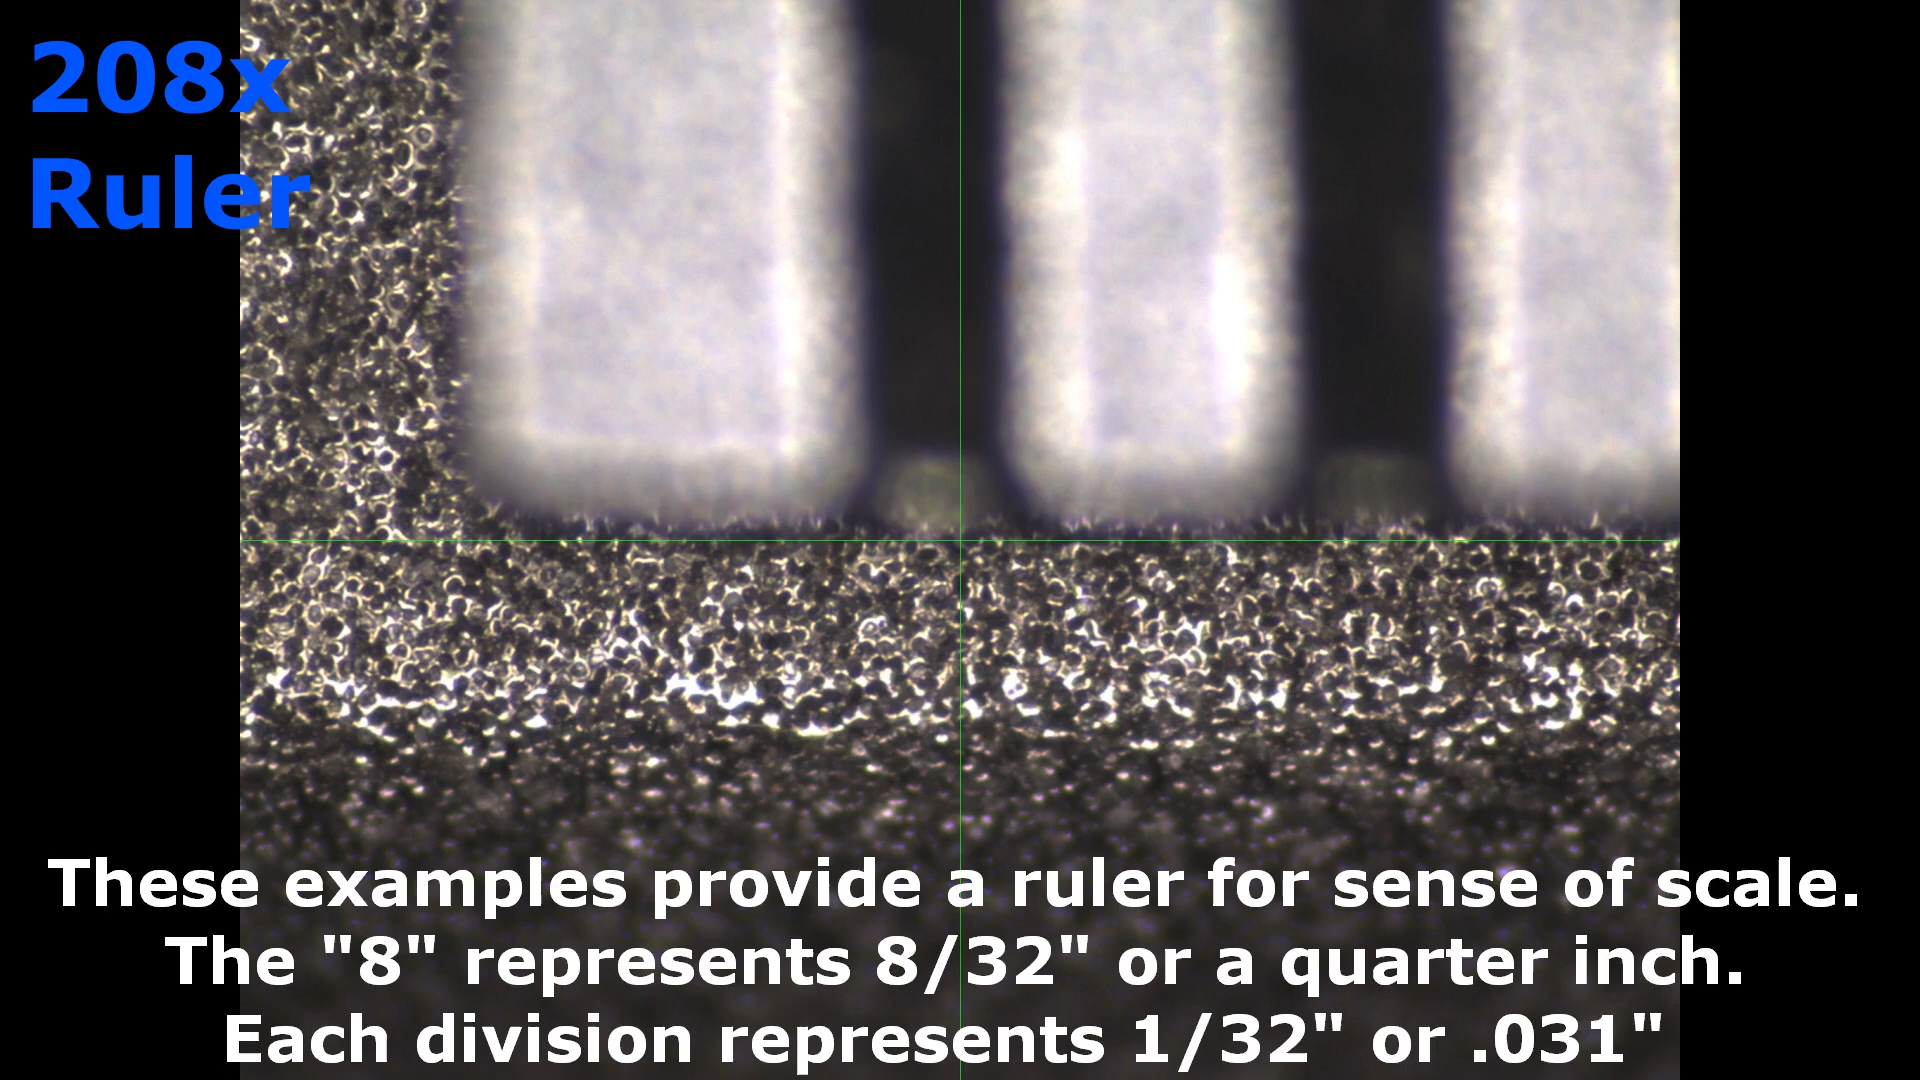 208x
Ruler
These examples provide a ruler for sense of scale.
The "8" represents 8/32" or a quarter inch.
Each division represents 1/32" or .031"